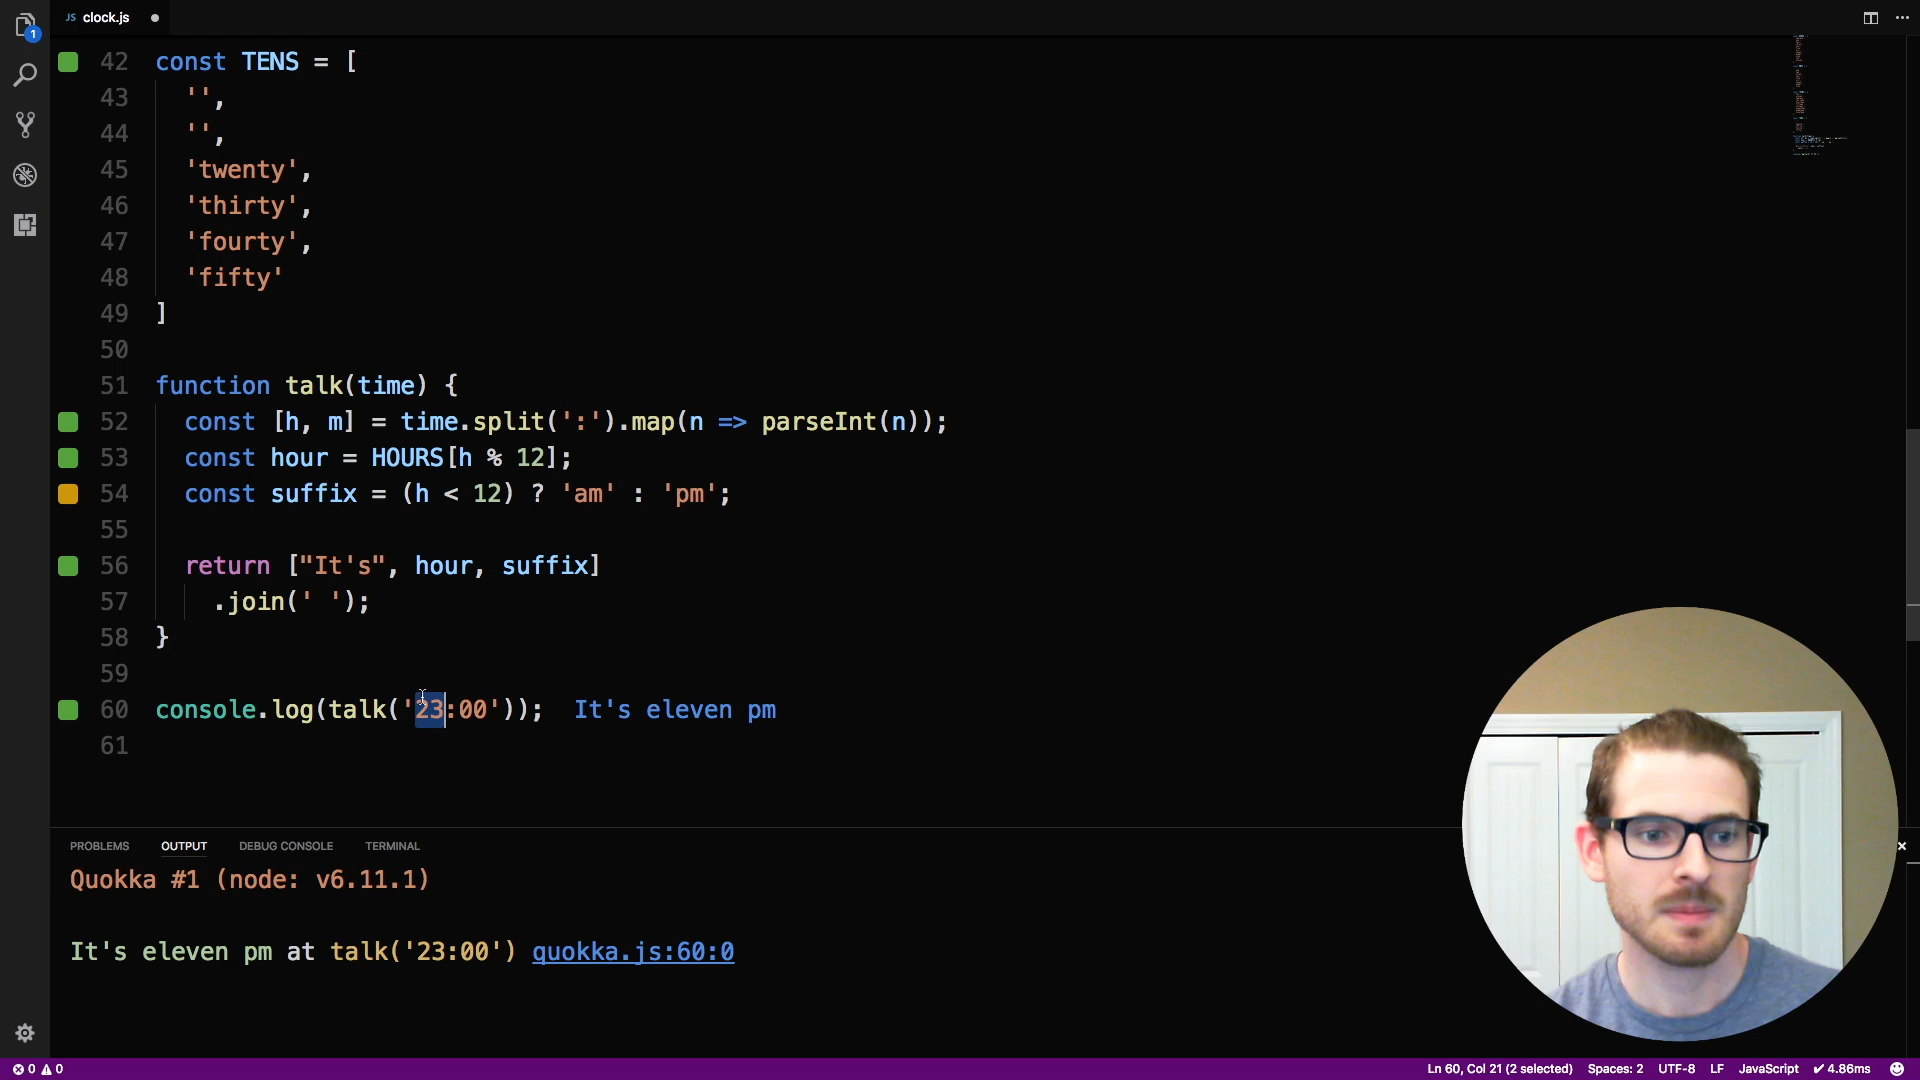 JS clock.js
1
42 const TENS = [
43 '',
44 '',
45 'twenty',
46 'thirty',
47 'fourty',
48 'fifty'
49 ]
50
51 function talk(time) {
52 const [h, m] = time.split(':').map(n => parseInt(n));
53 const hour = HOURS[h % 12];
54 const suffix = (h < 12) ? 'am' : 'pm';
55
56 return ["It's", hour, suffix]
57 .join(' ');
58 }
59
60 console.log(talk('23:00')); It's eleven pm
61
PROBLEMS OUTPUT DEBUG CONSOLE TERMINAL
Quokka #1 (node: v6.11.1)
It's eleven pm at talk('23:00') quokka.js:60:0
0 0 Ln 60, Col 21 (2 selected) Spaces: 2 UTF-8 LF JavaScript ✔ 4.86ms